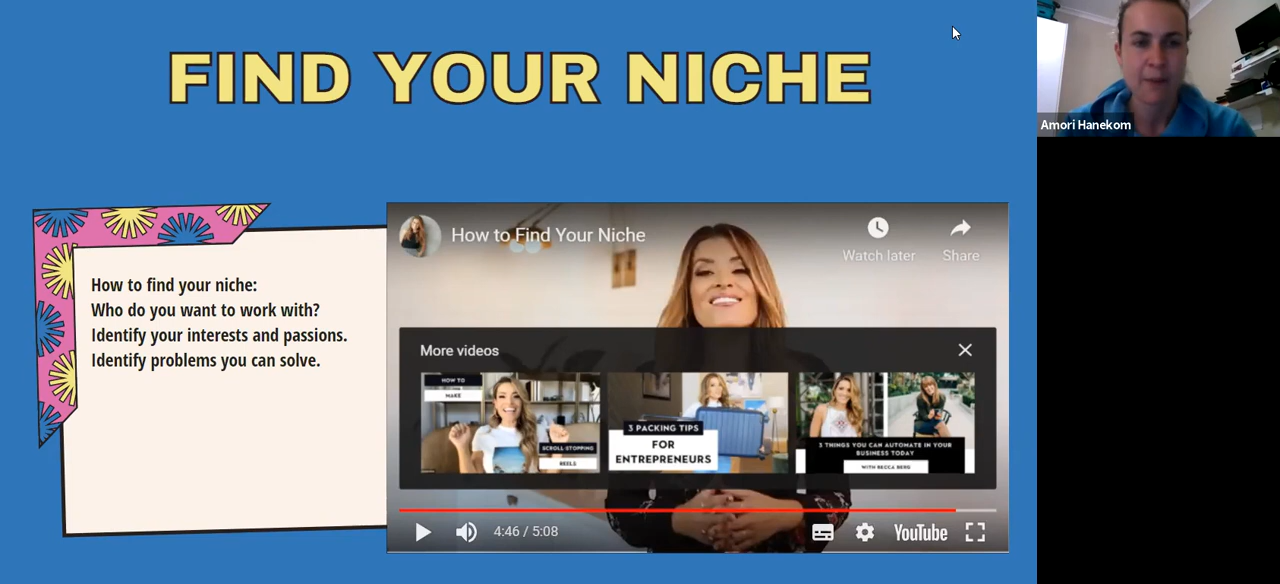 FIND YOUR NICHE
Amori Hanekom
How to find your niche:
Who do you want to work with?
Identify your interests and passions.
Identify problems you can solve.
How to Find Your Niche
Watch later
Share
More videos
HOW TO
MAKE
SCROLL STOPPING
REELS
3 PACKING TIPS
FOR
ENTREPRENEURS
3 THINGS YOU CAN AUTOMATE IN YOUR
BUSINESS TODAY
WITH BECCA BERG
4:46 / 5:08
YouTube